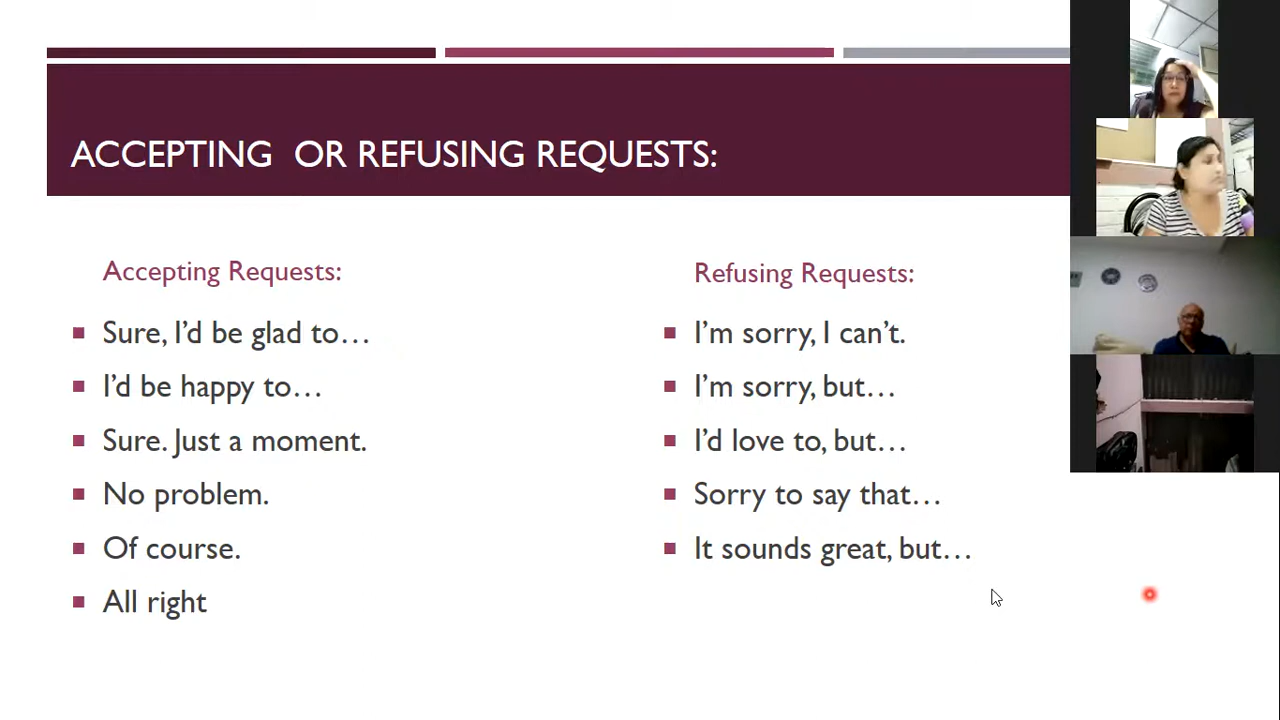 ACCEPTING OR REFUSING REQUESTS:
Accepting Requests:
Sure, I'd be glad to…
I'd be happy to…
Sure. Just a moment.
No problem.
Of course.
All right
Refusing Requests:
I'm sorry, I can't.
I'm sorry, but…
I'd love to, but…
Sorry to say that…
It sounds great, but…